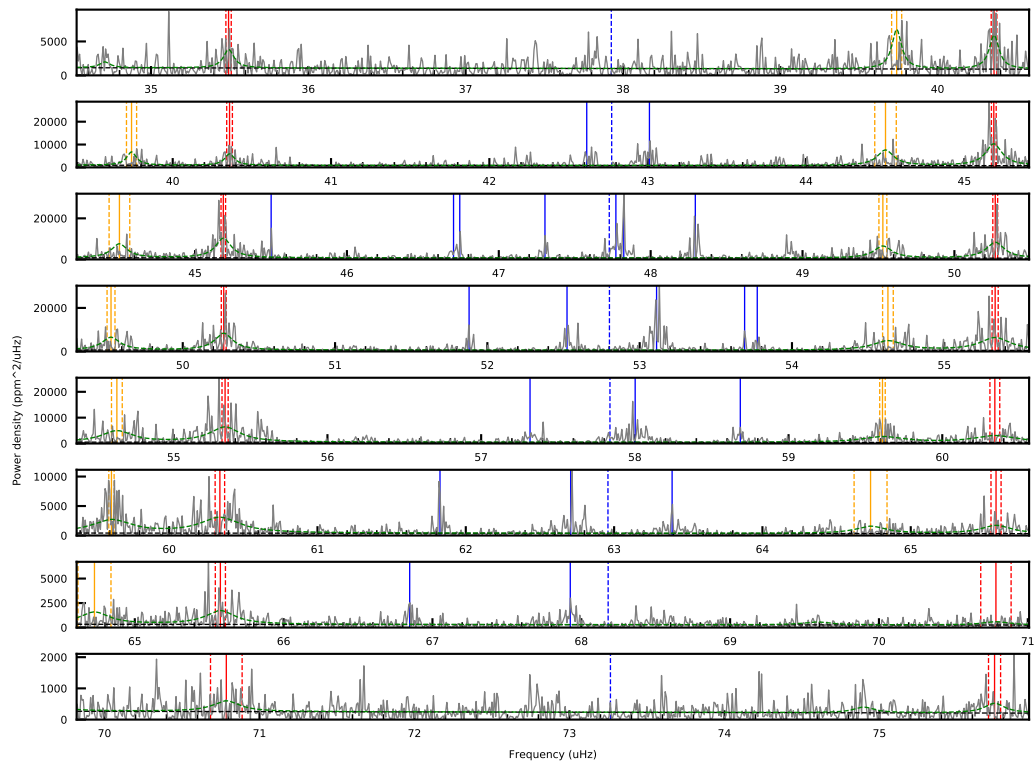 5000
0
35 36 37 38 39 40
20000
10000
0
40 41 42 43 44 45
20000
0
45 46 47 48 49 50
20000
0
50 51 52 53 54 55
20000
10000
0
55 56 57 58 59 60
10000
5000
0
60 61 62 63 64 65
5000
2500
0
65 66 67 68 69 70 71
2000
1000
0
70 71 72 73 74 75
Power density (ppm^2/uHz)
Frequency (uHz)